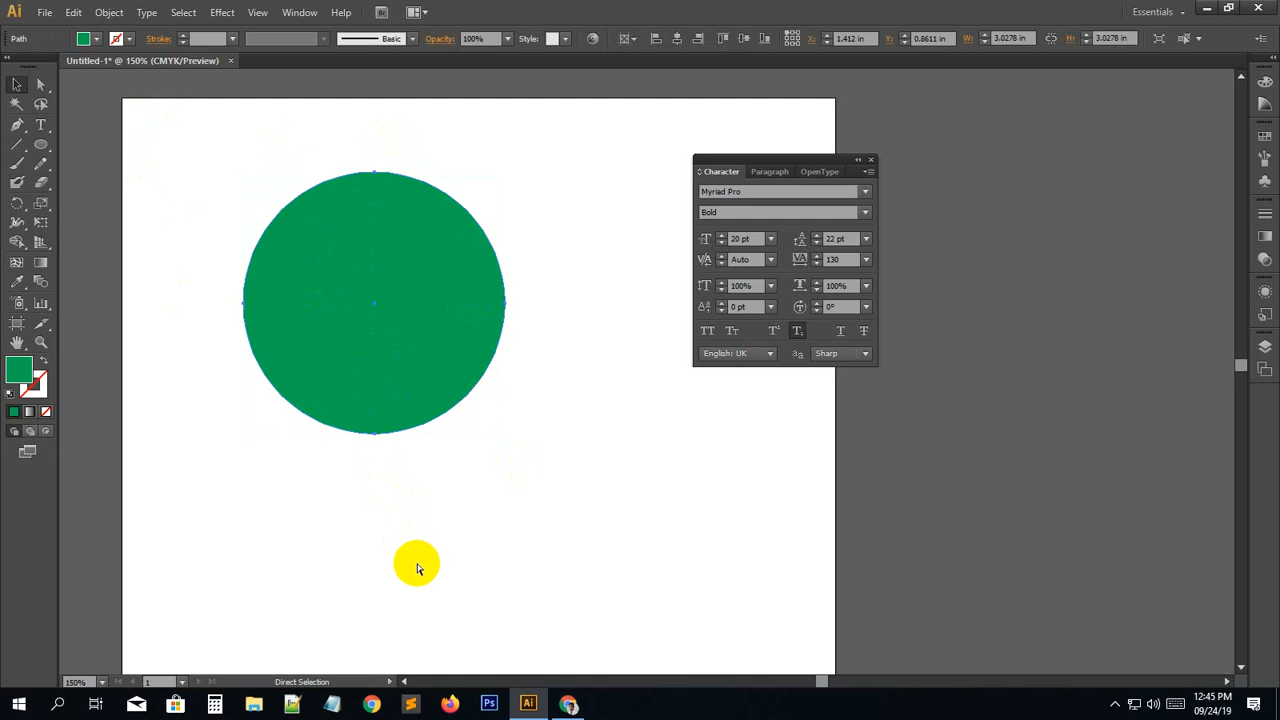 Ai File Edit Object Type Select Effect View Window Help Br Essentials
Path Stroke: Basic Opacity: 100% Style: X: 1.412 in Y: 0.8611 in W: 3.0278 in H: 3.0278 in
Untitled-1* @ 150% (CMYK/Preview)
Character Paragraph OpenType
Myriad Pro
Bold
20 pt 22 pt
Auto 130
100% 100%
0 pt 0°
English: UK Sharp
150% 1 Direct Selection
Ps Ai
12:45 PM
09/24/19